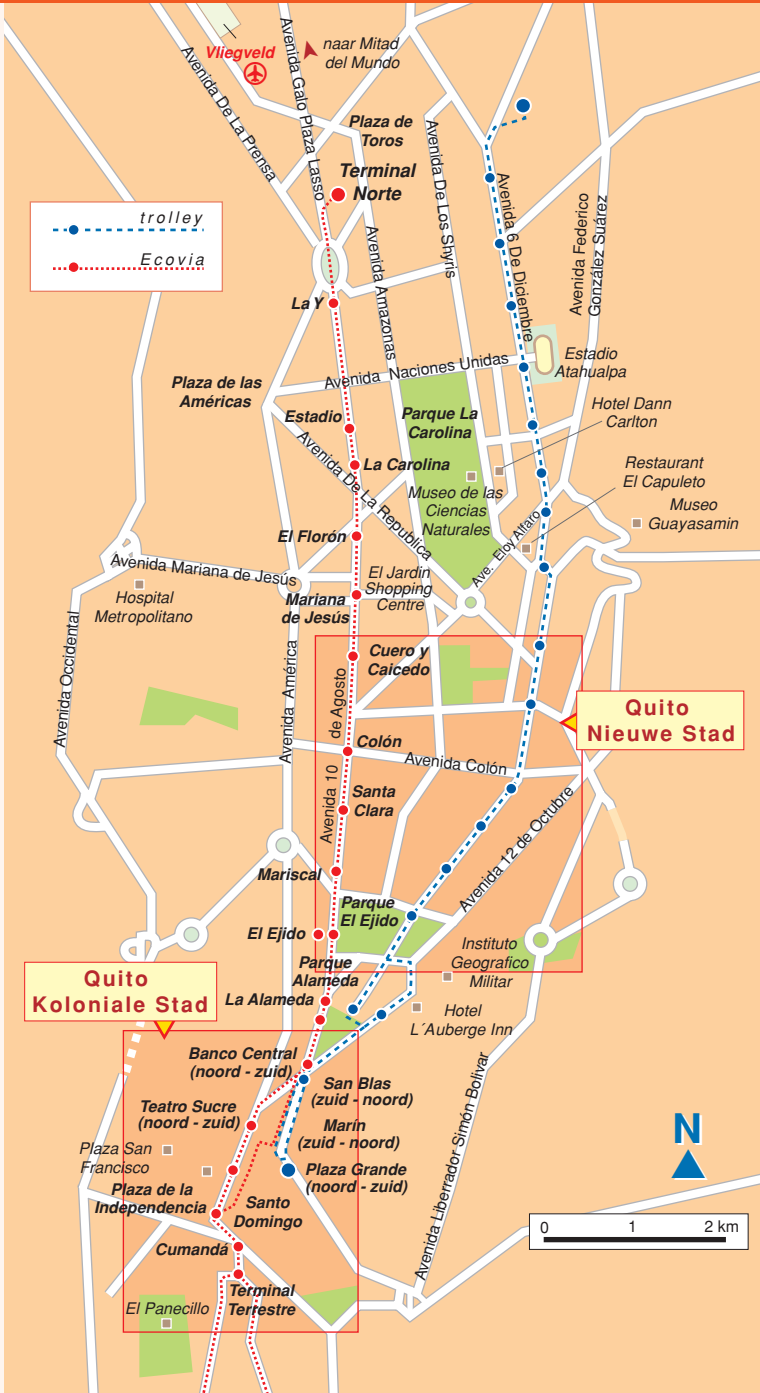 Vliegveld
naar Mitad
del Mundo
Avenida De La Prensa
Avenida Galo Plaza Lasso
Plaza de
Toros
Terminal
Norte
Avenida De Los Shyris
Avenida 6 De Diciembre
Avenida Federico
González Suárez
trolley
Ecovia
Avenida Amazonas
La Y
Avenida Naciones Unidas
Estadio
Atahualpa
Plaza de las
Américas
Estadio
Parque La
Carolina
Hotel Dann
Carlton
Avenida De La Republica
La Carolina
Restaurant
El Capuleto
Museo de las
Ciencias
Naturales
Museo
Guayasamin
El Florón
Ave. Eloy Alfaro
Avenida Mariana de Jesús
El Jardin
Shopping
Centre
Hospital
Metropolitano
Mariana
de Jesús
Avenida Occidental
Avenida América
Cuero y
Caicedo
Quito
Nieuwe Stad
Avenida 10 de Agosto
Colón
Avenida Colón
Santa
Clara
Avenida 12 de Octubre
Mariscal
Parque
El Ejido
El Ejido
Instituto
Geografico
Militar
Parque
Alameda
Quito
Koloniale Stad
La Alameda
Hotel
L´Auberge Inn
Banco Central
(noord - zuid)
San Blas
(zuid - noord)
Teatro Sucre
(noord - zuid)
Marín
(zuid - noord)
Plaza San
Francisco
Plaza Grande
(noord - zuid)
Avenida Liberrador Simón Bolivar
N
Plaza de la
Independencia
Santo
Domingo
0 1 2 km
Cumandá
Terminal
Terrestre
El Panecillo